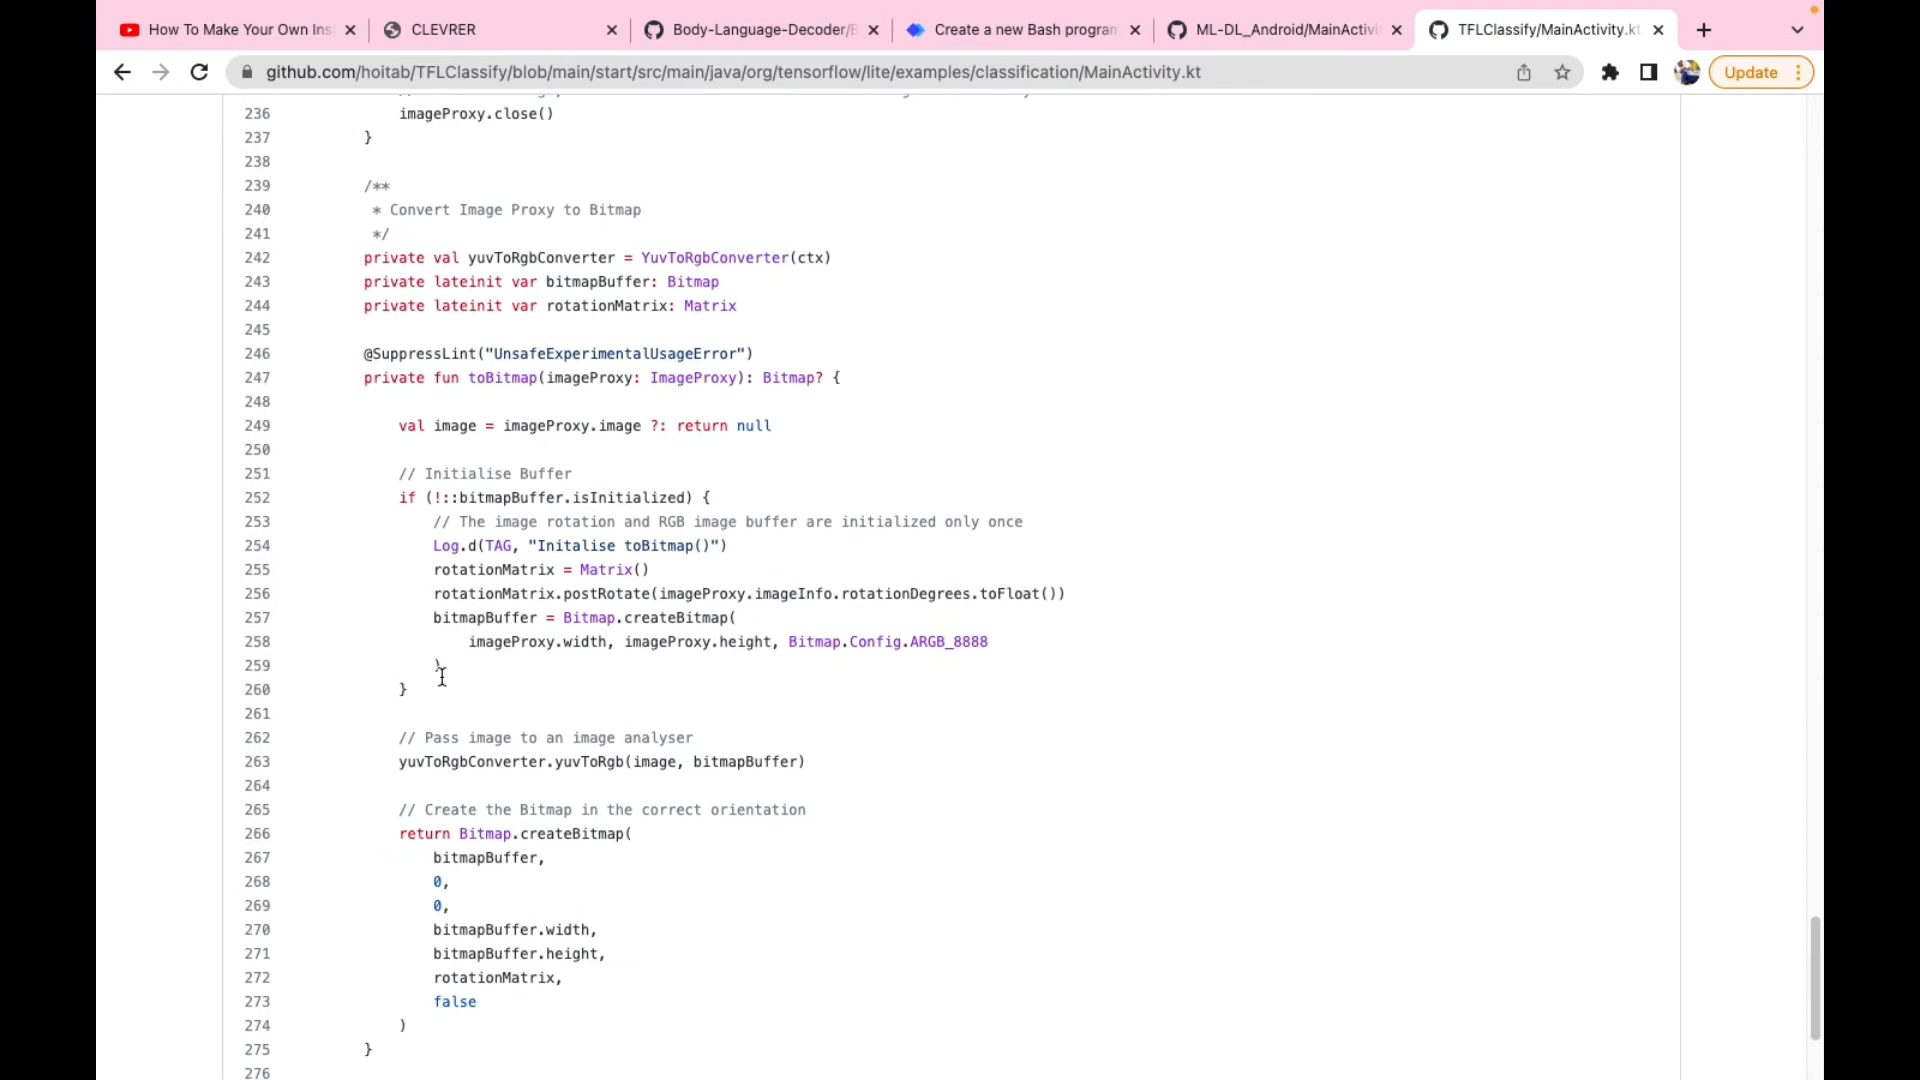 How To Make Your Own Ins
CLEVRER
Body-Language-Decoder/B
Create a new Bash program
ML-DL_Android/MainActivi
TFLClassify/MainActivity.kt
github.com/hoitab/TFLClassify/blob/main/start/src/main/java/org/tensorflow/lite/examples/classification/MainActivity.kt
Update
236 imageProxy.close()
237 }
238
239 /**
240 * Convert Image Proxy to Bitmap
241 */
242 private val yuvToRgbConverter = YuvToRgbConverter(ctx)
243 private lateinit var bitmapBuffer: Bitmap
244 private lateinit var rotationMatrix: Matrix
245
246 @SuppressLint("UnsafeExperimentalUsageError")
247 private fun toBitmap(imageProxy: ImageProxy): Bitmap? {
248
249 val image = imageProxy.image ?: return null
250
251 // Initialise Buffer
252 if (!::bitmapBuffer.isInitialized) {
253 // The image rotation and RGB image buffer are initialized only once
254 Log.d(TAG, "Initalise toBitmap()")
255 rotationMatrix = Matrix()
256 rotationMatrix.postRotate(imageProxy.imageInfo.rotationDegrees.toFloat())
257 bitmapBuffer = Bitmap.createBitmap(
258 imageProxy.width, imageProxy.height, Bitmap.Config.ARGB_8888
259 )
260 }
261
262 // Pass image to an image analyser
263 yuvToRgbConverter.yuvToRgb(image, bitmapBuffer)
264
265 // Create the Bitmap in the correct orientation
266 return Bitmap.createBitmap(
267 bitmapBuffer,
268 0,
269 0,
270 bitmapBuffer.width,
271 bitmapBuffer.height,
272 rotationMatrix,
273 false
274 )
275 }
276